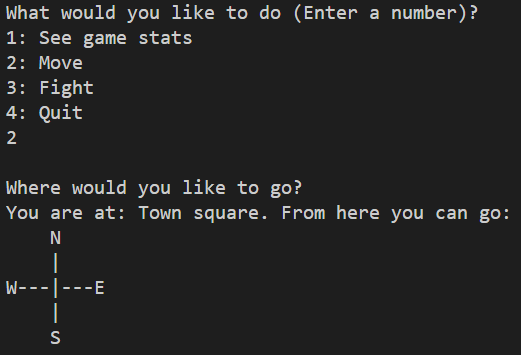 What would you like to do (Enter a number)?
1: See game stats
2: Move
3: Fight
4: Quit
2

Where would you like to go?
You are at: Town square. From here you can go:
    N
    |
W---|---E
    |
    S